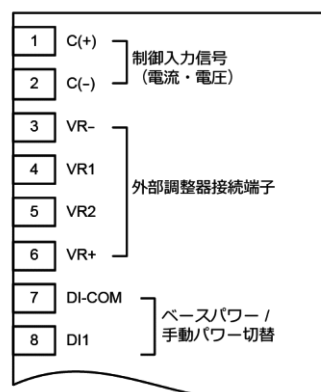 1 C(+)
2 C(-)
制御入力信号
（電流・電圧）
3 VR-
4 VR1
5 VR2
6 VR+
外部調整器接続端子
7 DI-COM
8 DI1
ベースパワー /
手動パワー切替